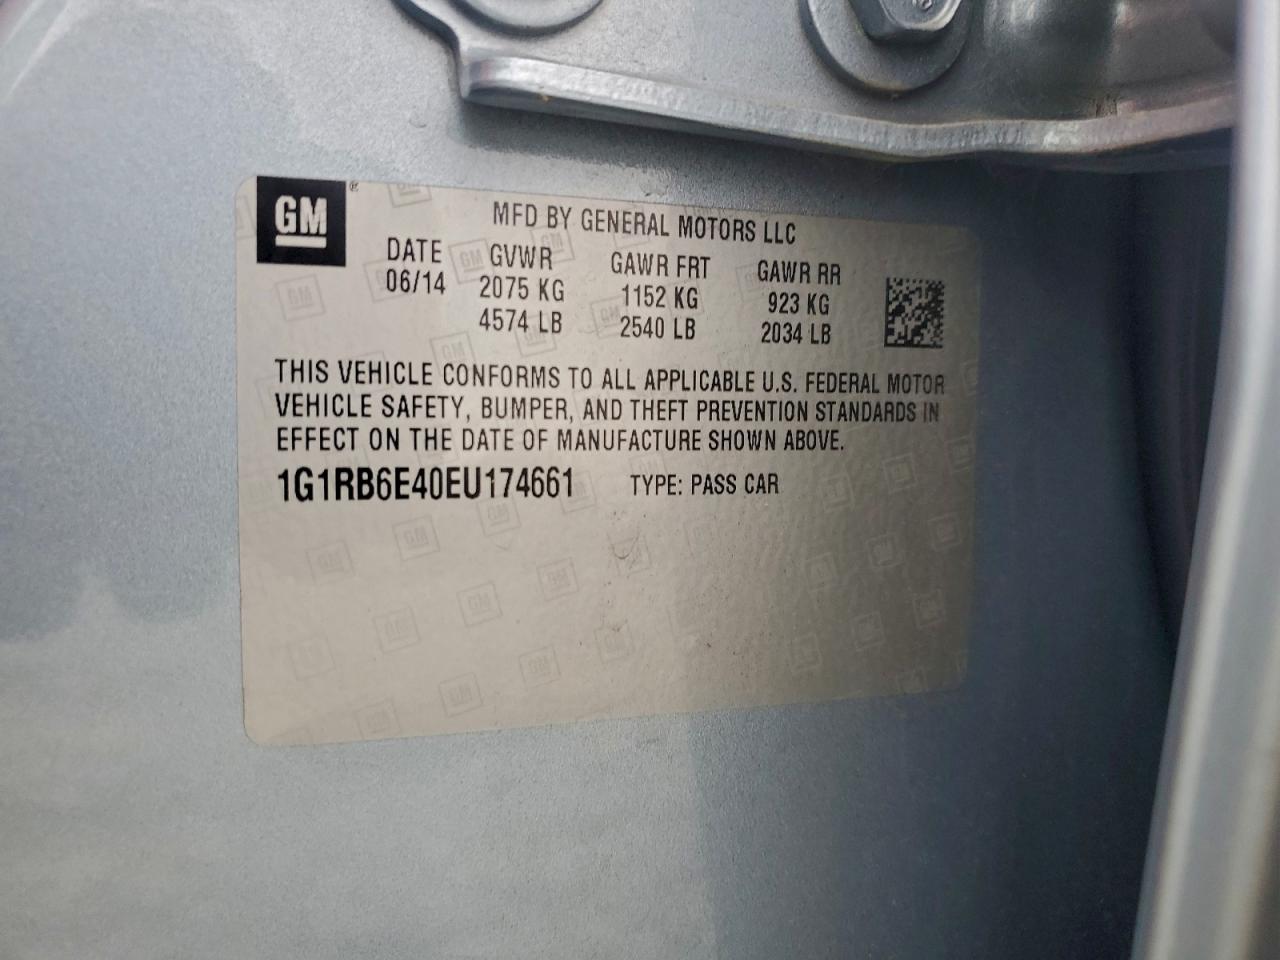 GM ®
MFD BY GENERAL MOTORS LLC
DATE GVWR GAWR FRT GAWR RR
06/14 2075 KG 1152 KG 923 KG
4574 LB 2540 LB 2034 LB
THIS VEHICLE CONFORMS TO ALL APPLICABLE U.S. FEDERAL MOTOR
VEHICLE SAFETY, BUMPER, AND THEFT PREVENTION STANDARDS IN
EFFECT ON THE DATE OF MANUFACTURE SHOWN ABOVE.
1G1RB6E40EU174661 TYPE: PASS CAR